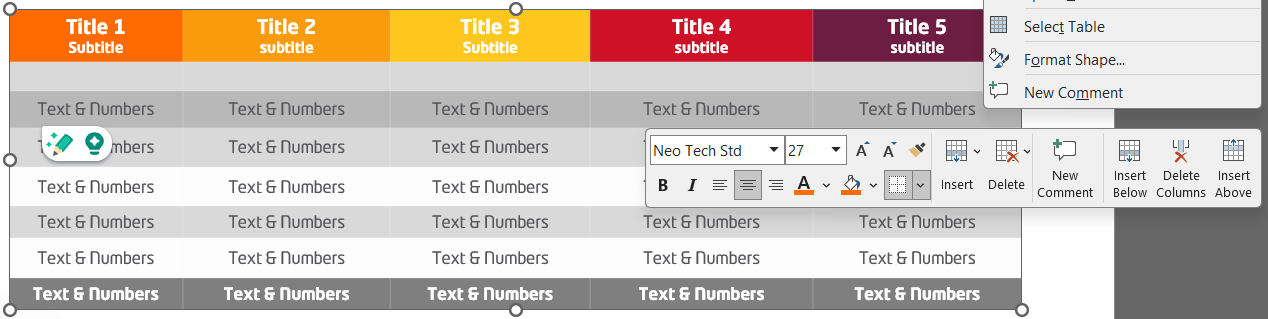 Title 1 Title 2 Title 3 Title 4 Title 5
Subtitle subtitle Subtitle subtitle subtitle
Select Table
Format Shape...
New Comment
Text & Numbers Text & Numbers Text & Numbers Text & Numbers Text & Numbers
Text & Numbers Text & Numbers Text & Numbers
Neo Tech Std 27
B I A Insert Delete New Comment Insert Below Delete Columns Insert Above
Text & Numbers Text & Numbers Text & Numbers
Text & Numbers Text & Numbers Text & Numbers Text & Numbers Text & Numbers
Text & Numbers Text & Numbers Text & Numbers Text & Numbers Text & Numbers
Text & Numbers Text & Numbers Text & Numbers Text & Numbers Text & Numbers